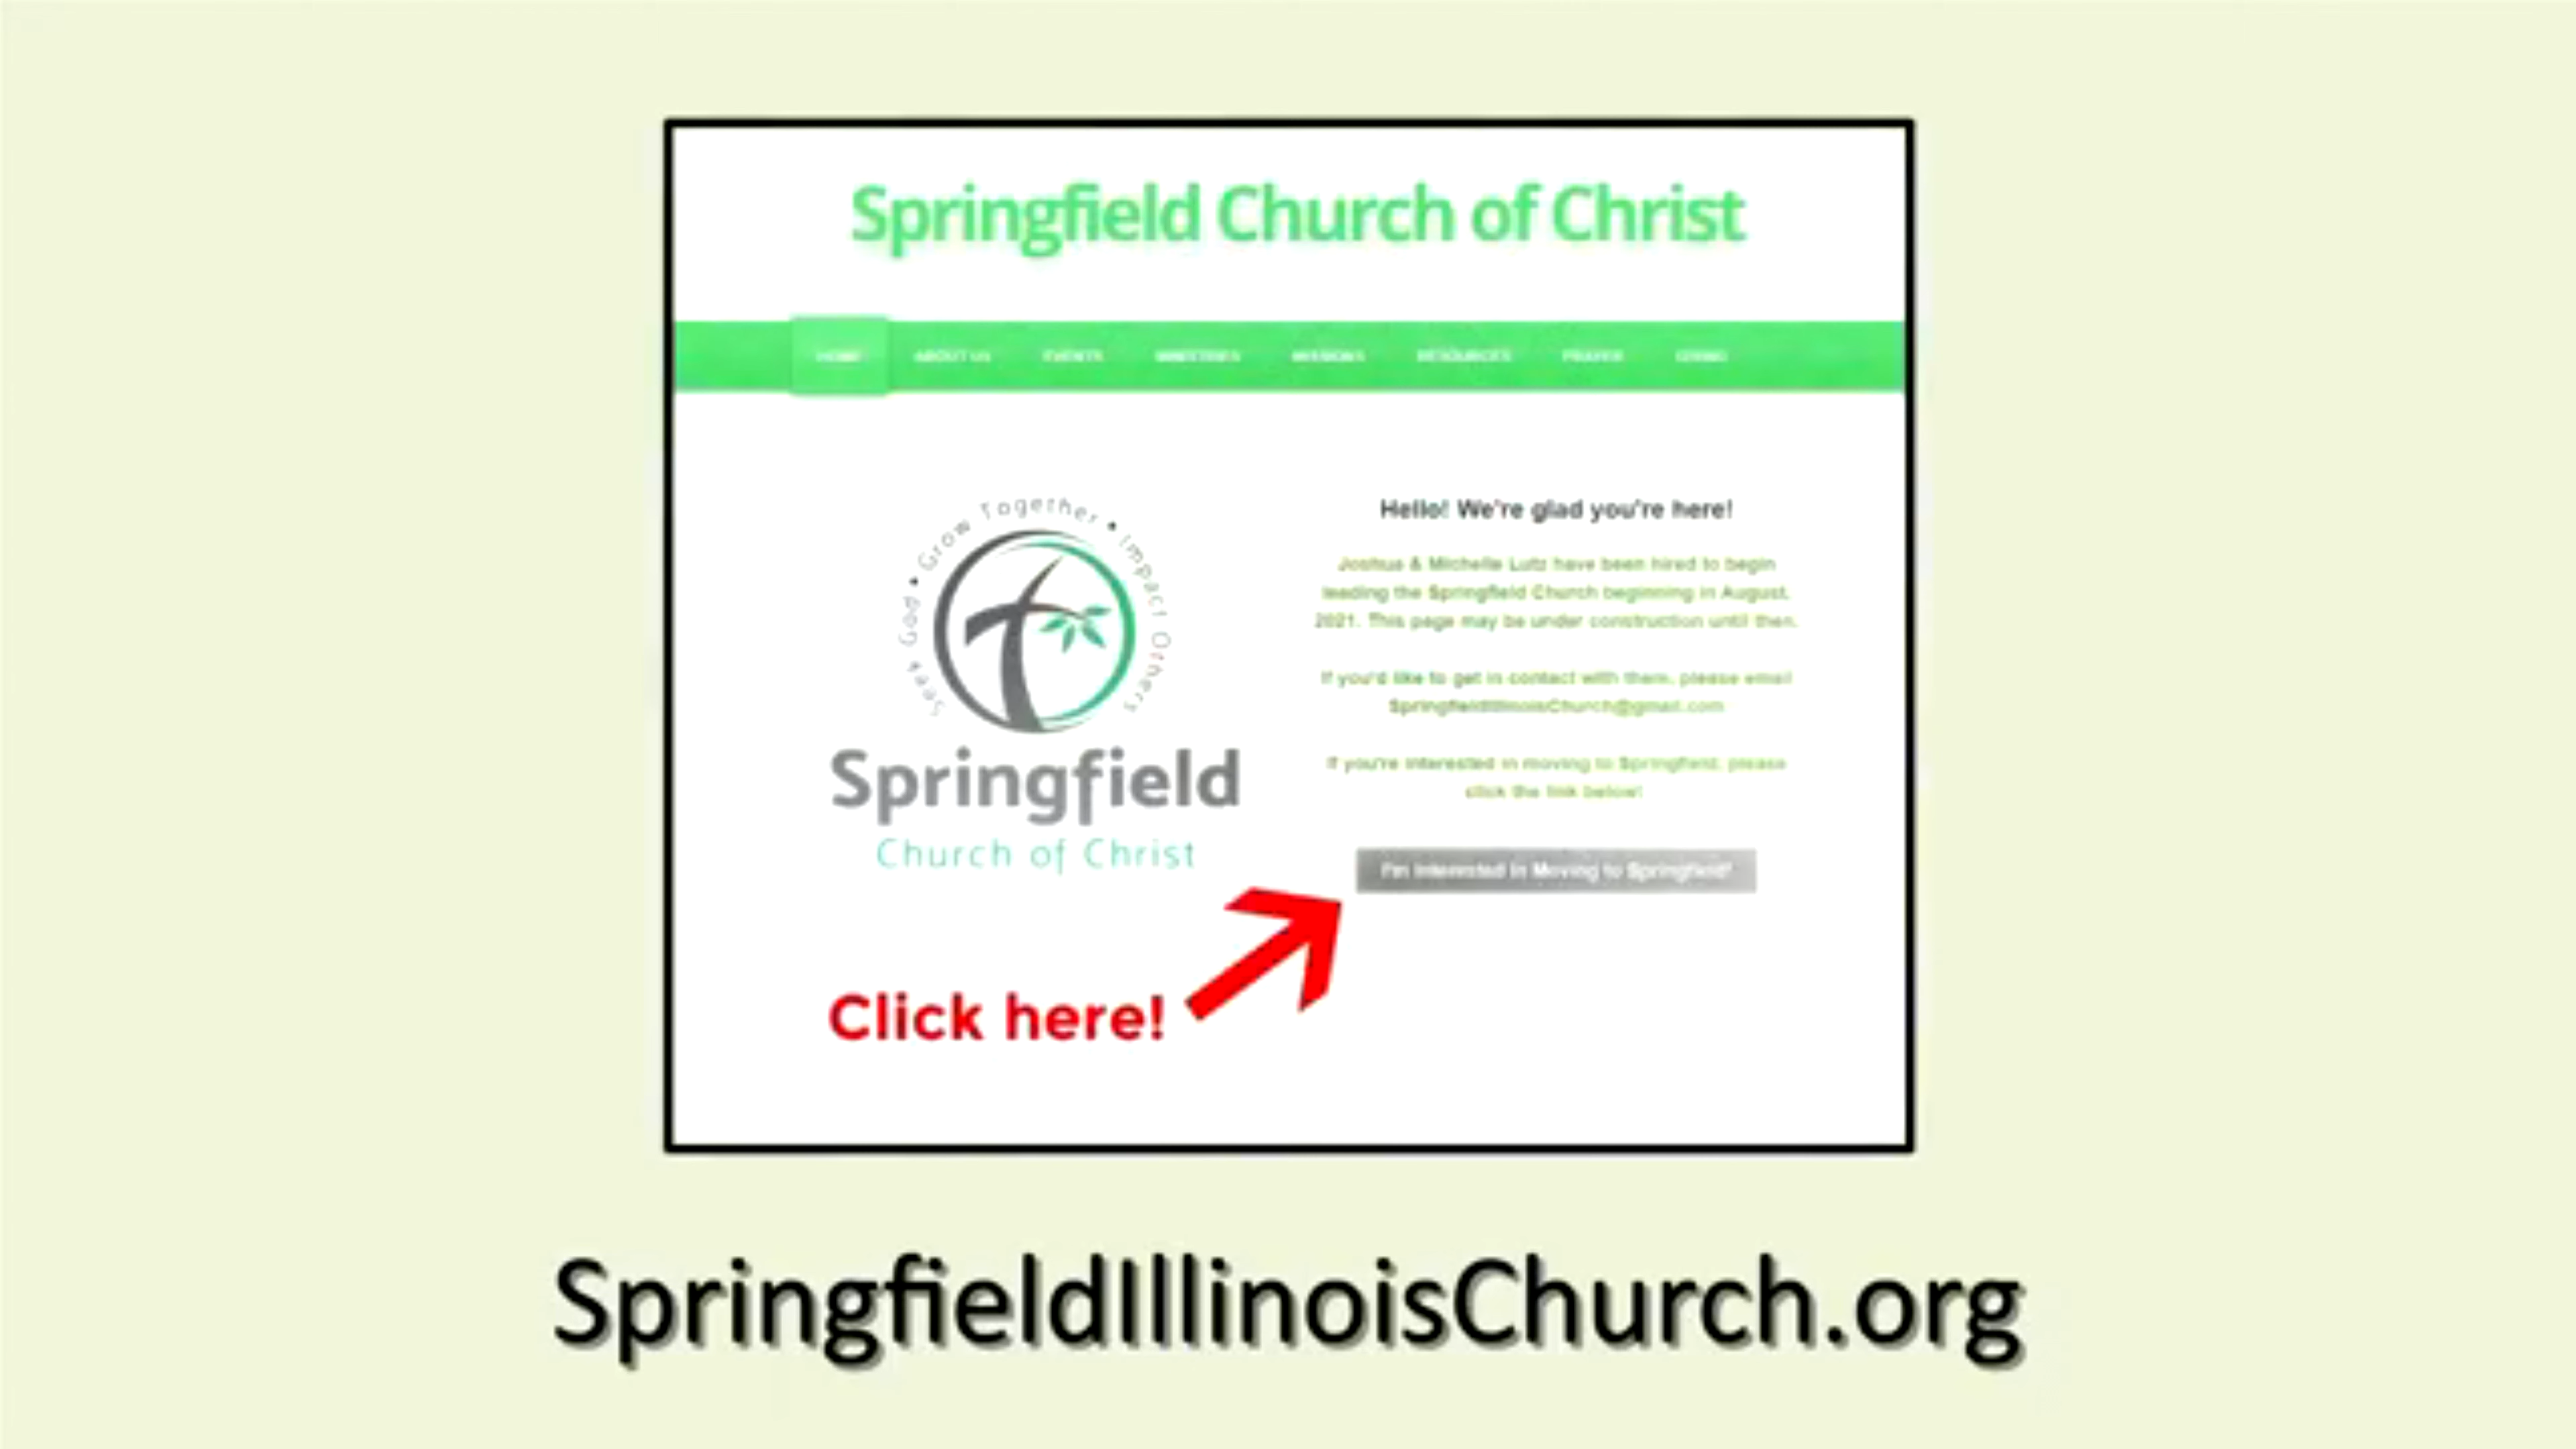 Springfield Church of Christ
HOME ABOUT US EVENTS MINISTRIES MISSIONS RESOURCES PRAYER GIVING
Seek God • Grow Together • Impact Others
Springfield
Church of Christ
Hello! We're glad you're here!
Joshua & Michelle Lutz have been hired to begin
leading the Springfield Church beginning in August,
2021. This page may be under construction until then.
If you'd like to get in contact with them, please email
SpringfieldIllinoisChurch@gmail.com
If you're interested in moving to Springfield, please
click the link below!
I'm Interested in Moving to Springfield!
Click here!
SpringfieldIllinoisChurch.org